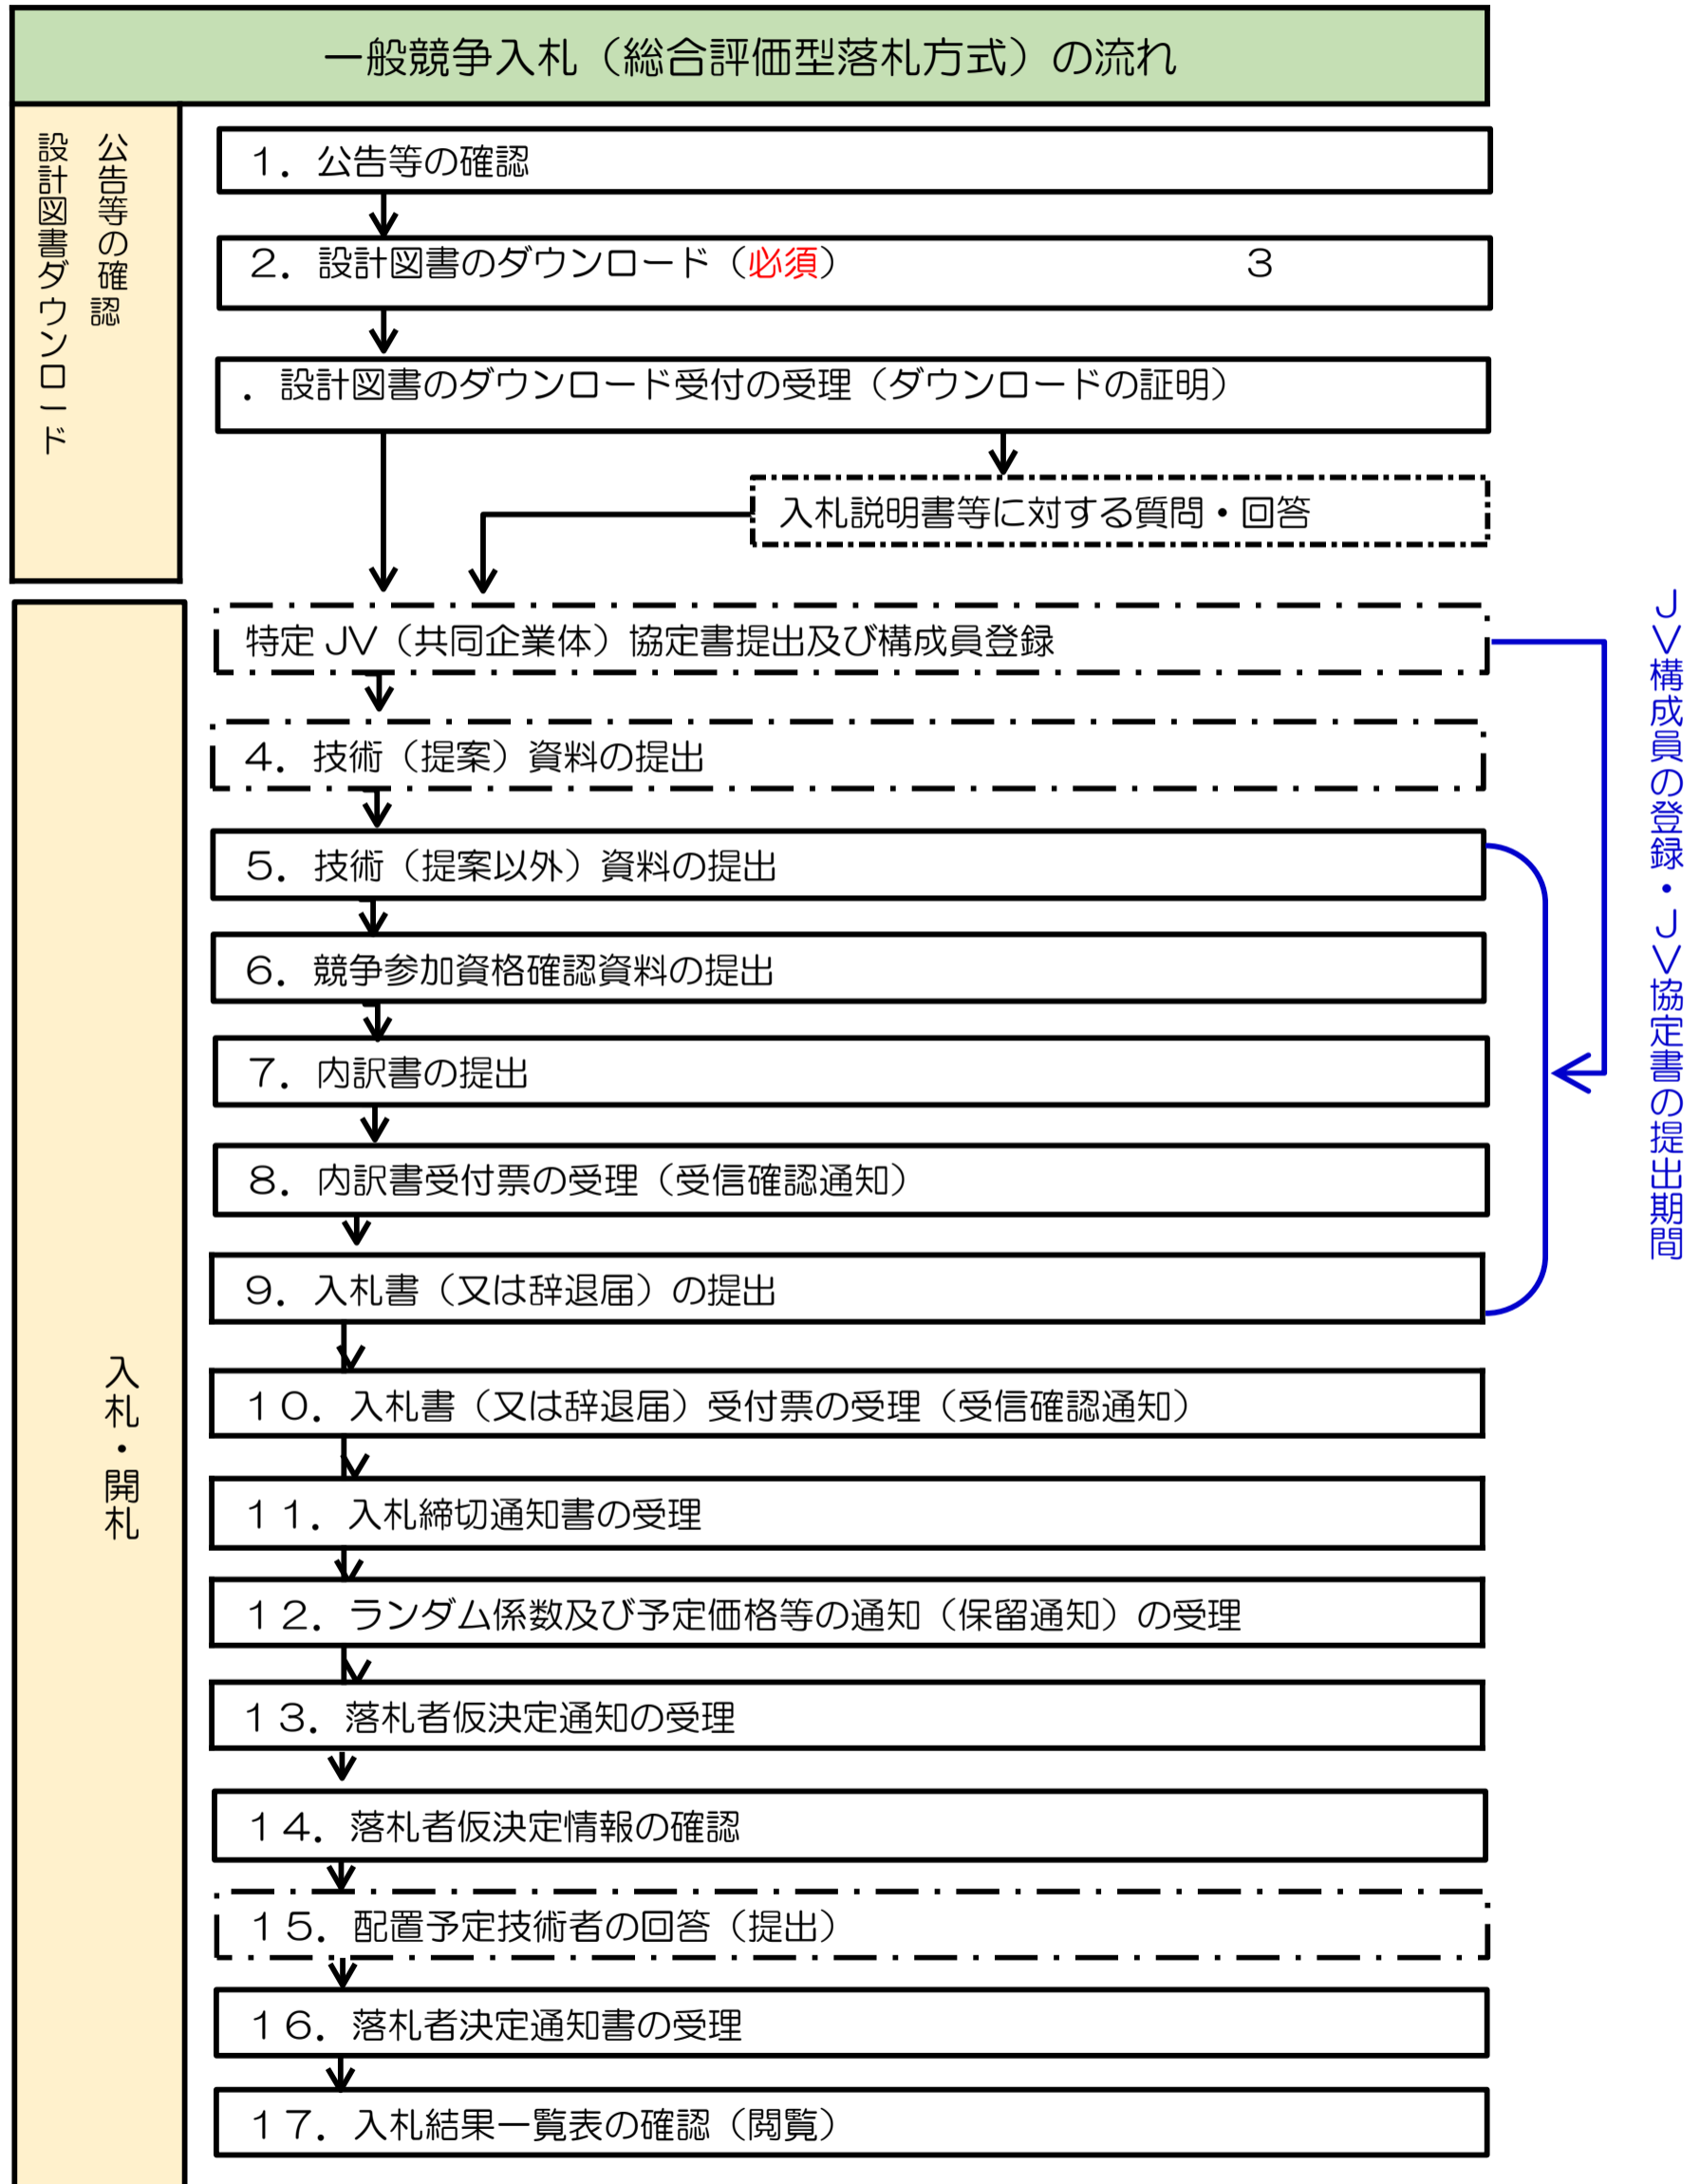 一般競争入札（総合評価型落札方式）の流れ
公告等の確認
設計図書ダウンロード
１．公告等の確認
２．設計図書のダウンロード（必須） ３
．設計図書のダウンロード受付の受理（ダウンロードの証明）
入札説明書等に対する質問・回答
特定 JV（共同企業体）協定書提出及び構成員登録
４．技術（提案）資料の提出
５．技術（提案以外）資料の提出
６．競争参加資格確認資料の提出
７．内訳書の提出
８．内訳書受付票の受理（受信確認通知）
９．入札書（又は辞退届）の提出
ＪＶ構成員の登録・ＪＶ協定書の提出期間
入札・開札
１０．入札書（又は辞退届）受付票の受理（受信確認通知）
１１．入札締切通知書の受理
１２．ランダム係数及び予定価格等の通知（保留通知）の受理
１３．落札者仮決定通知の受理
１４．落札者仮決定情報の確認
１５．配置予定技術者の回答（提出）
１６．落札者決定通知書の受理
１７．入札結果一覧表の確認（閲覧）